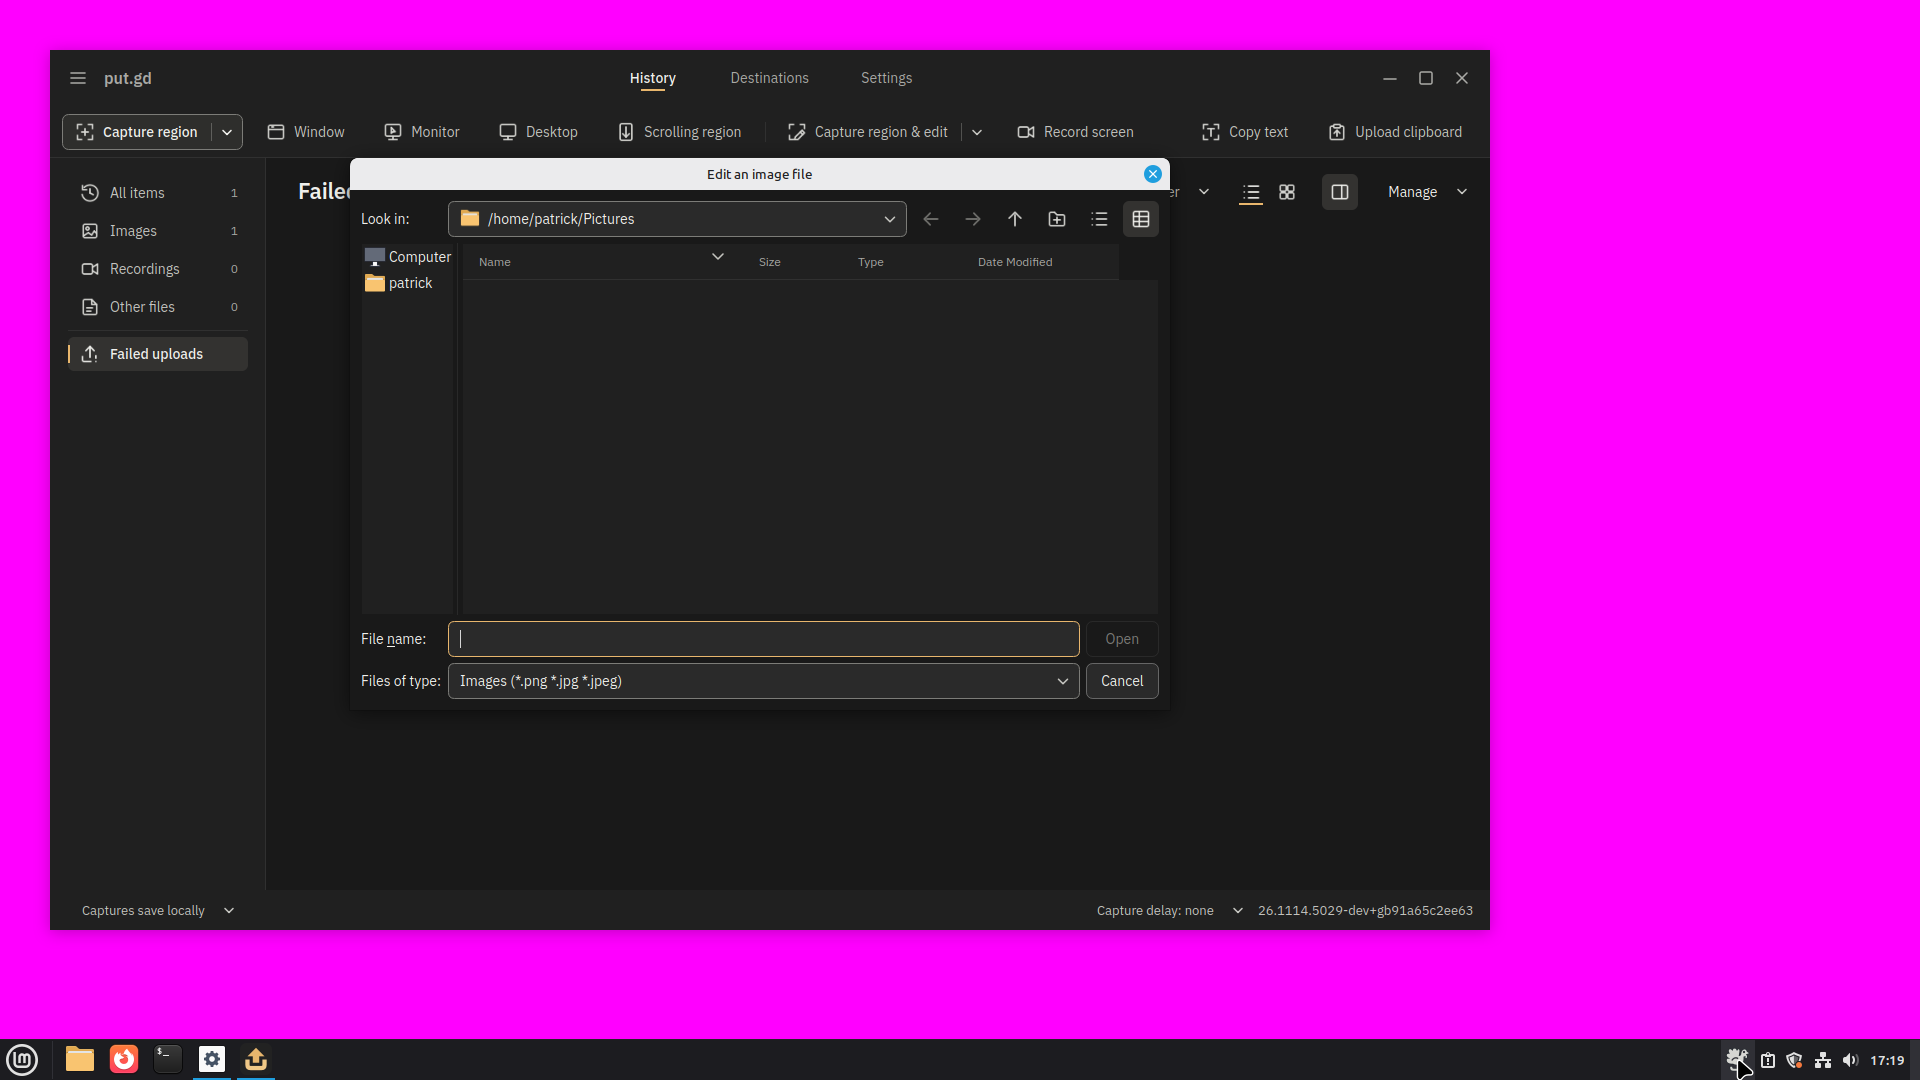 put.gd
History
Destinations
Settings
Capture region
Window
Monitor
Desktop
Scrolling region
Capture region & edit
Record screen
Copy text
Upload clipboard
All items 1
Images 1
Recordings 0
Other files 0
Failed uploads
Manage
Edit an image file
Look in:
/home/patrick/Pictures
Computer
patrick
Name
Size
Type
Date Modified
File name:
Open
Files of type:
Images (*.png *.jpg *.jpeg)
Cancel
Captures save locally
Capture delay: none
26.1114.5029-dev+gb91a65c2ee63
17:19